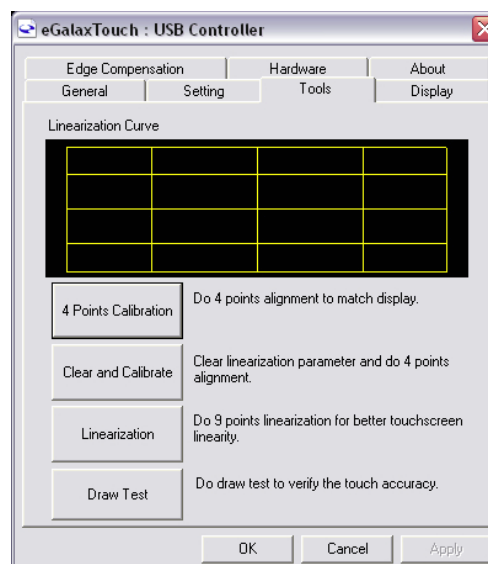 eGalaxTouch : USB Controller
Edge Compensation Hardware About
General Setting Tools Display
Linearization Curve
4 Points Calibration
Do 4 points alignment to match display.
Clear and Calibrate
Clear linearization parameter and do 4 points
alignment.
Linearization
Do 9 points linearization for better touchscreen
linearity.
Draw Test
Do draw test to verify the touch accuracy.
OK Cancel Apply